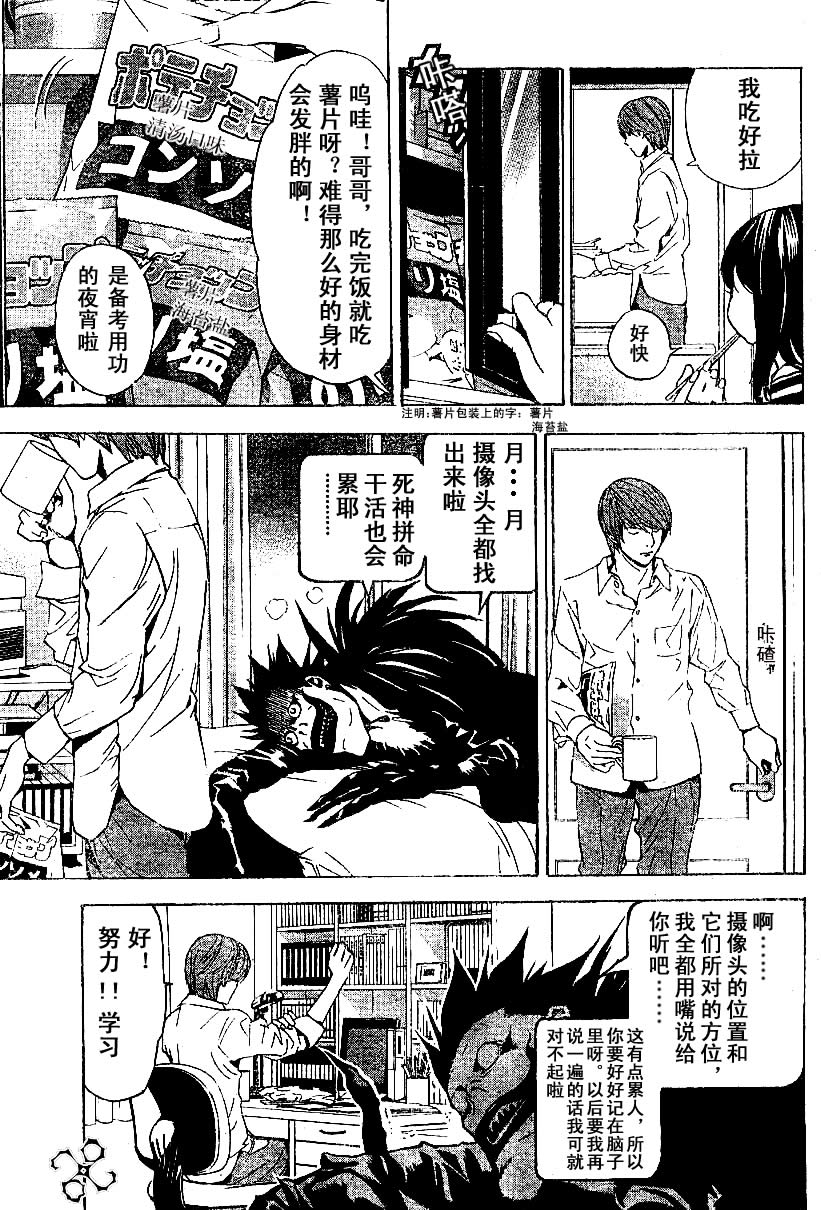 我吃好拉
好快
咔嗒
呜哇！哥哥，吃完饭就吃
薯片呀？难得那么好的身材
会发胖的啊！
ポテチョ
薯片
清汤口味
コンソ
薯片
海苔盐
り塩
是备考用功
的夜宵啦
注明:薯片包装上的字：薯片
海苔盐
咔碴
月…月
摄像头全都找
出来啦
死神拼命
干活也会
累耶
………
啊……
摄像头的位置和
它们所对的方位，
我全都用嘴说给
你听吧……
这有点累人，所以
你要好好记在脑子
里呀。以后要我再
说一遍的话我可就
对不起啦
好！
努力!！学习